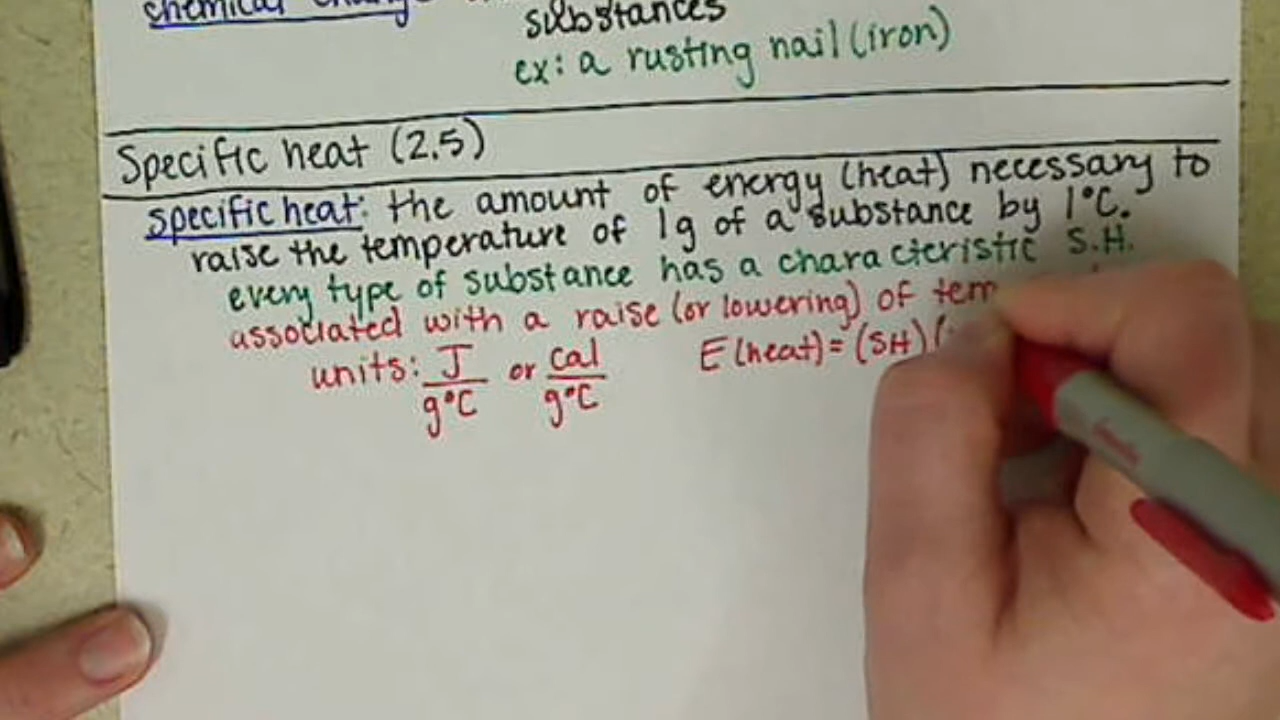 chemical change
substances
ex: a rusting nail (iron)
Specific heat (2.5)
specific heat: the amount of energy (heat) necessary to
raise the temperature of 1g of a substance by 1°C.
every type of substance has a characteristic S.H.
associated with a raise (or lowering) of tem
units: J/g°C or cal/g°C E (heat) = (SH) (